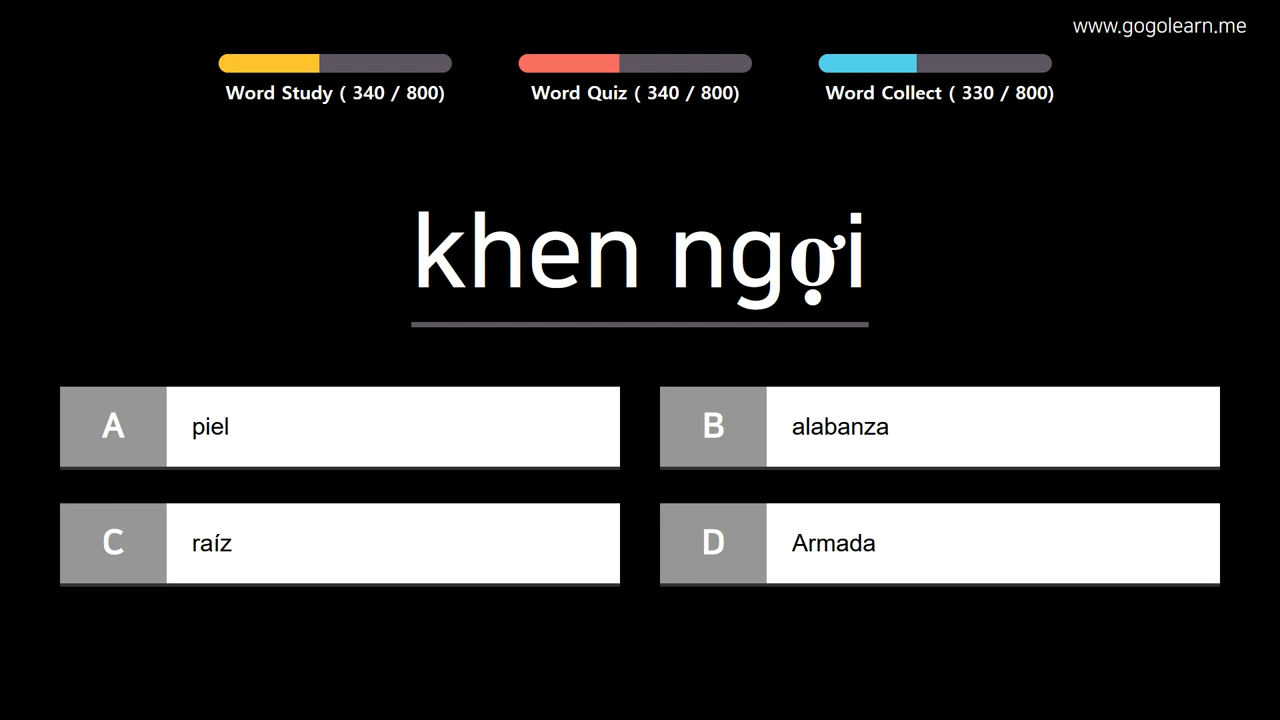 www.gogolearn.me
Word Study ( 340 / 800)
Word Quiz ( 340 / 800)
Word Collect ( 330 / 800)
khen ngợi
A piel
B alabanza
C raíz
D Armada